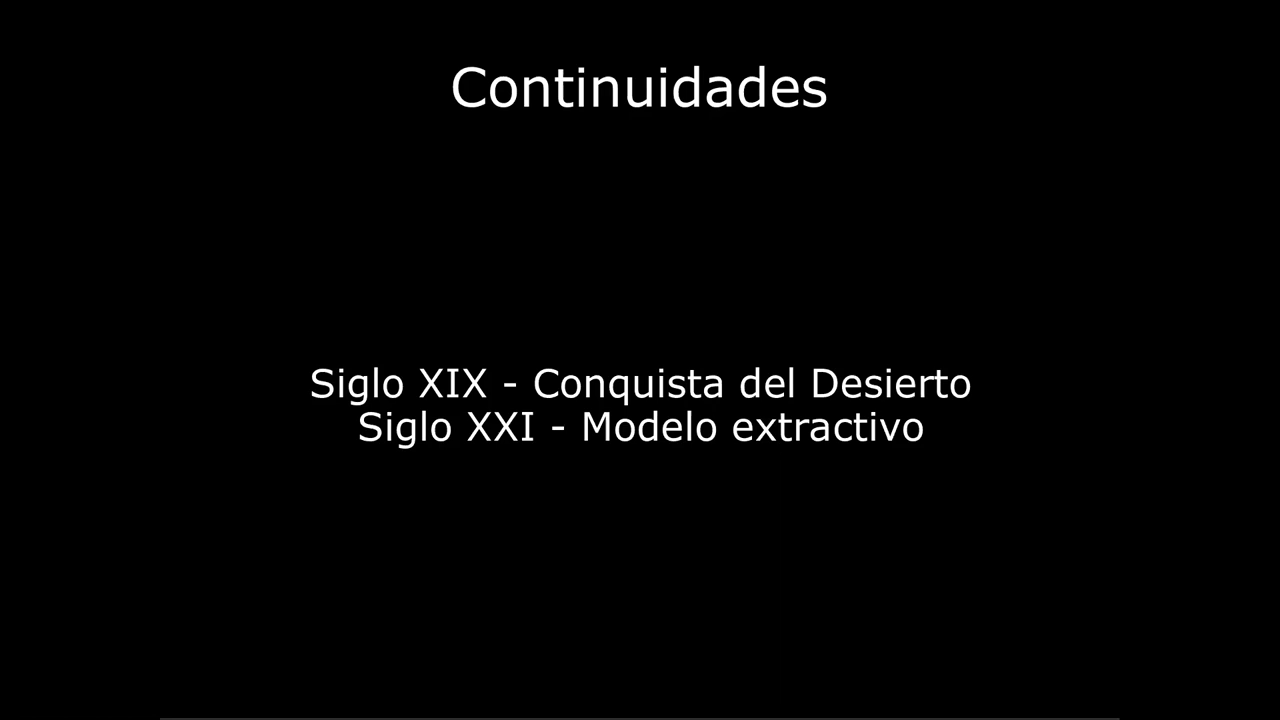 Continuidades
Siglo XIX - Conquista del Desierto
Siglo XXI - Modelo extractivo